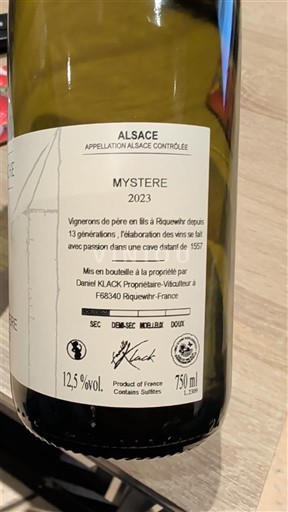 ALSACE
APPELLATION ALSACE CONTRÔLÉE
MYSTERE
2023
Vignerons de père en fils à Riquewihr depuis
13 générations , l'élaboration des vins se fait
avec passion dans une cave datant de 1557
Mis en bouteille à la propriété par
Daniel KLACK Propriétaire-Viticulteur à
F68340 Riquewihr-France
SEC DEMI-SEC MOELLEUX DOUX
Klack
12,5 %vol.
Product of France
Contains Sulfites
750 ml
L.2309